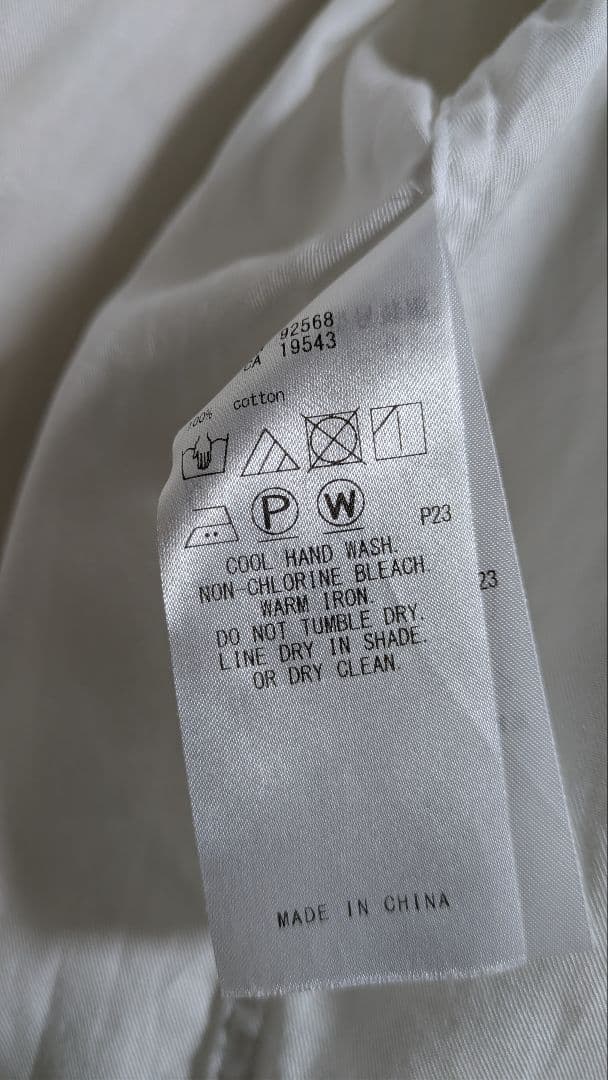 92568
CA 19543
100% cotton
P W
P23
COOL HAND WASH.
NON-CHLORINE BLEACH.
WARM IRON.
DO NOT TUMBLE DRY.
LINE DRY IN SHADE.
OR DRY CLEAN.
23
MADE IN CHINA